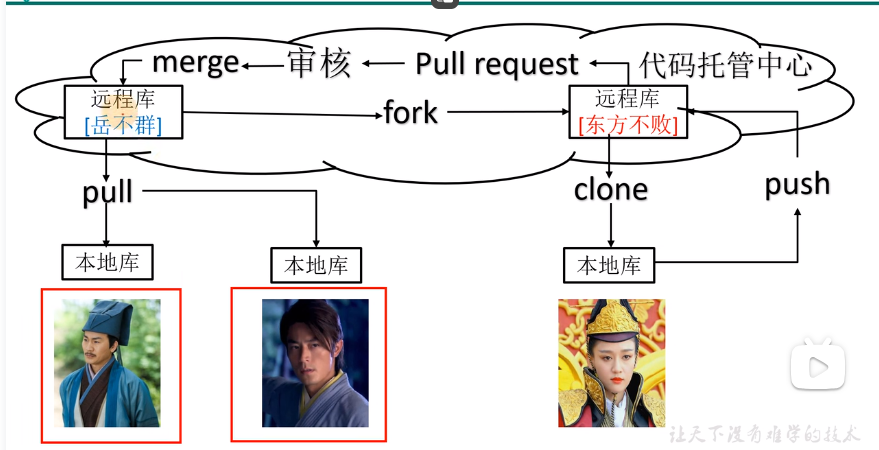 merge
审核
Pull request
代码托管中心
远程库
[岳不群]
fork
远程库
[东方不败]
pull
clone
push
本地库
本地库
本地库
让天下没有难学的技术